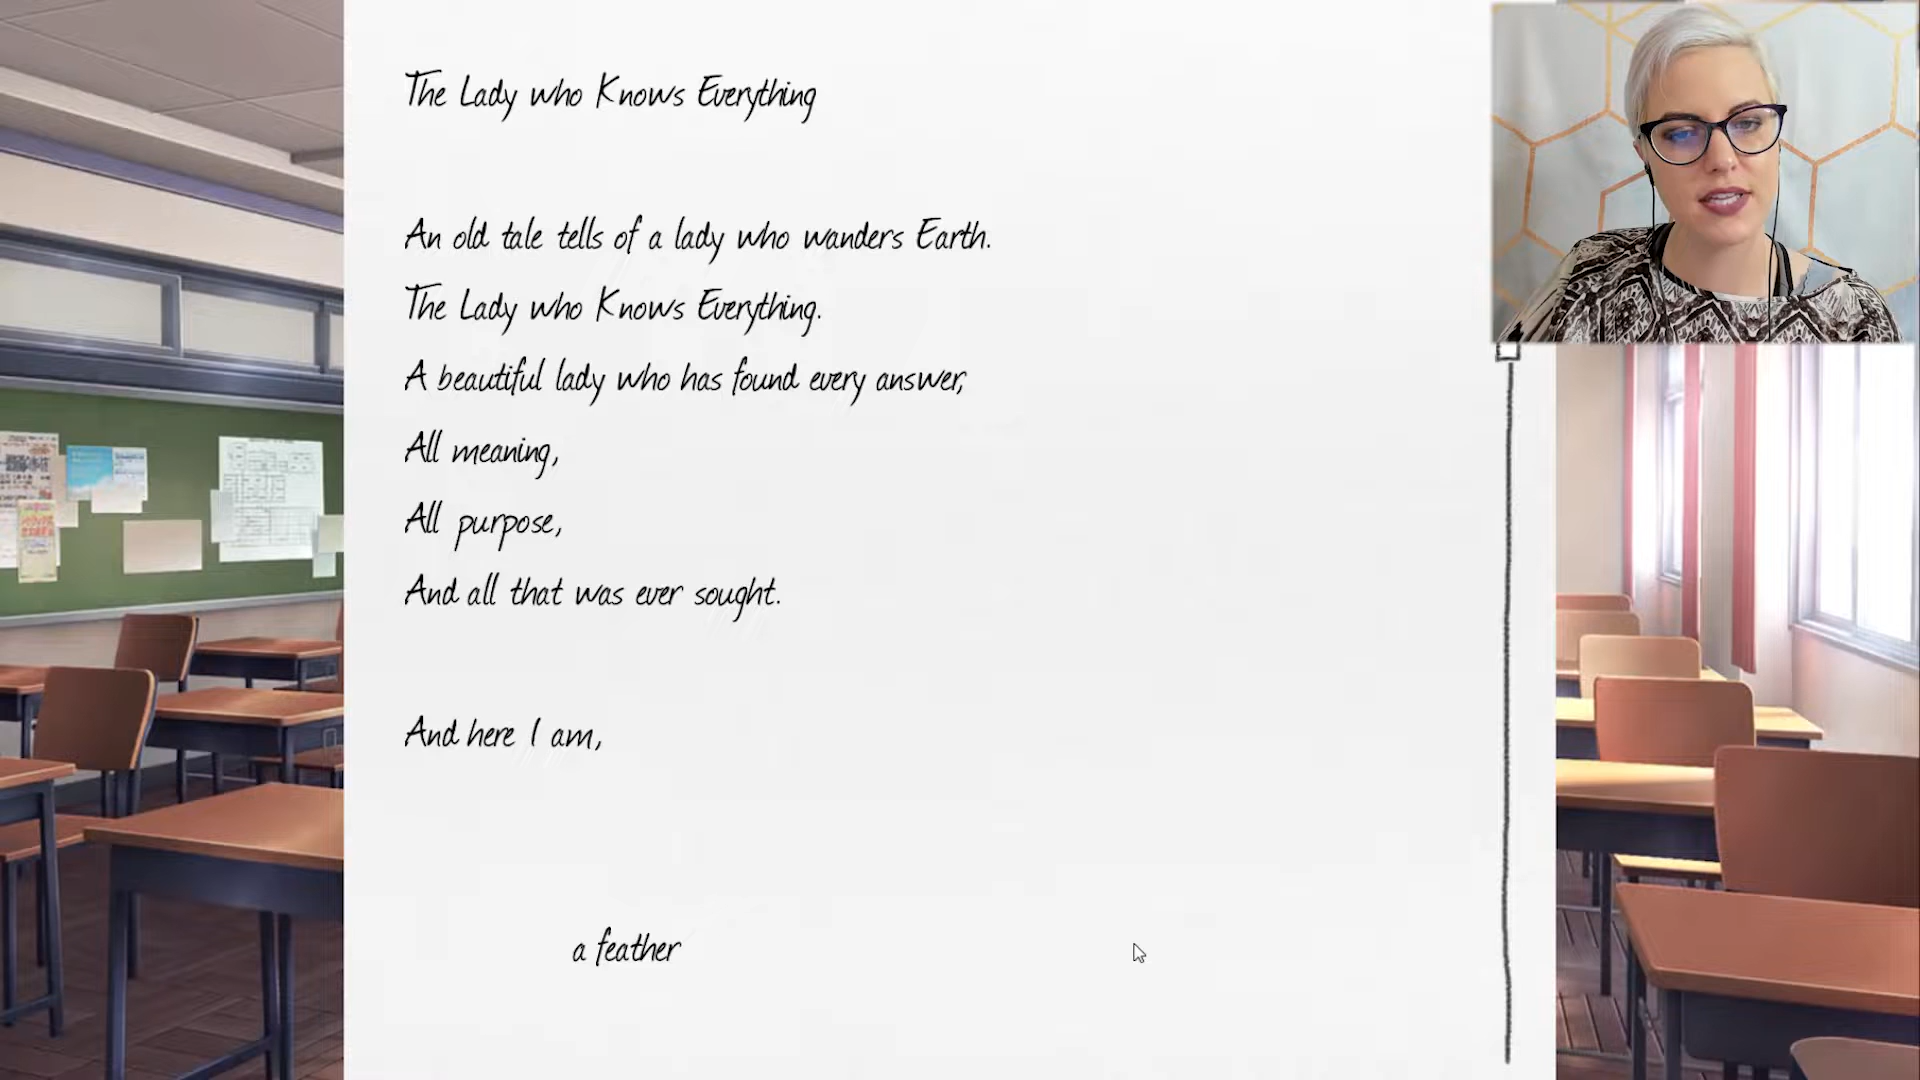 The Lady who Knows Everything
An old tale tells of a lady who wanders Earth.
The Lady who Knows Everything.
A beautiful lady who has found every answer,
All meaning,
All purpose,
And all that was ever sought.
And here I am,
a feather